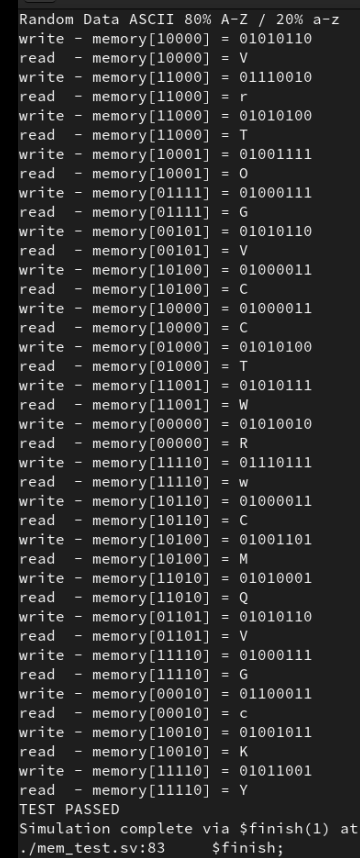 Random Data ASCII 80% A-Z / 20% a-z
write - memory[10000] = 01010110
read  - memory[10000] = V
write - memory[11000] = 01110010
read  - memory[11000] = r
write - memory[11000] = 01010100
read  - memory[11000] = T
write - memory[10001] = 01001111
read  - memory[10001] = O
write - memory[01111] = 01000111
read  - memory[01111] = G
write - memory[00101] = 01010110
read  - memory[00101] = V
write - memory[10100] = 01000011
read  - memory[10100] = C
write - memory[10000] = 01000011
read  - memory[10000] = C
write - memory[01000] = 01010100
read  - memory[01000] = T
write - memory[11001] = 01010111
read  - memory[11001] = W
write - memory[00000] = 01010010
read  - memory[00000] = R
write - memory[11110] = 01110111
read  - memory[11110] = w
write - memory[10110] = 01000011
read  - memory[10110] = C
write - memory[10100] = 01001101
read  - memory[10100] = M
write - memory[11010] = 01010001
read  - memory[11010] = Q
write - memory[01101] = 01010110
read  - memory[01101] = V
write - memory[11110] = 01000111
read  - memory[11110] = G
write - memory[00010] = 01100011
read  - memory[00010] = c
write - memory[10010] = 01001011
read  - memory[10010] = K
write - memory[11110] = 01011001
read  - memory[11110] = Y
TEST PASSED
Simulation complete via $finish(1) at
./mem_test.sv:83     $finish;